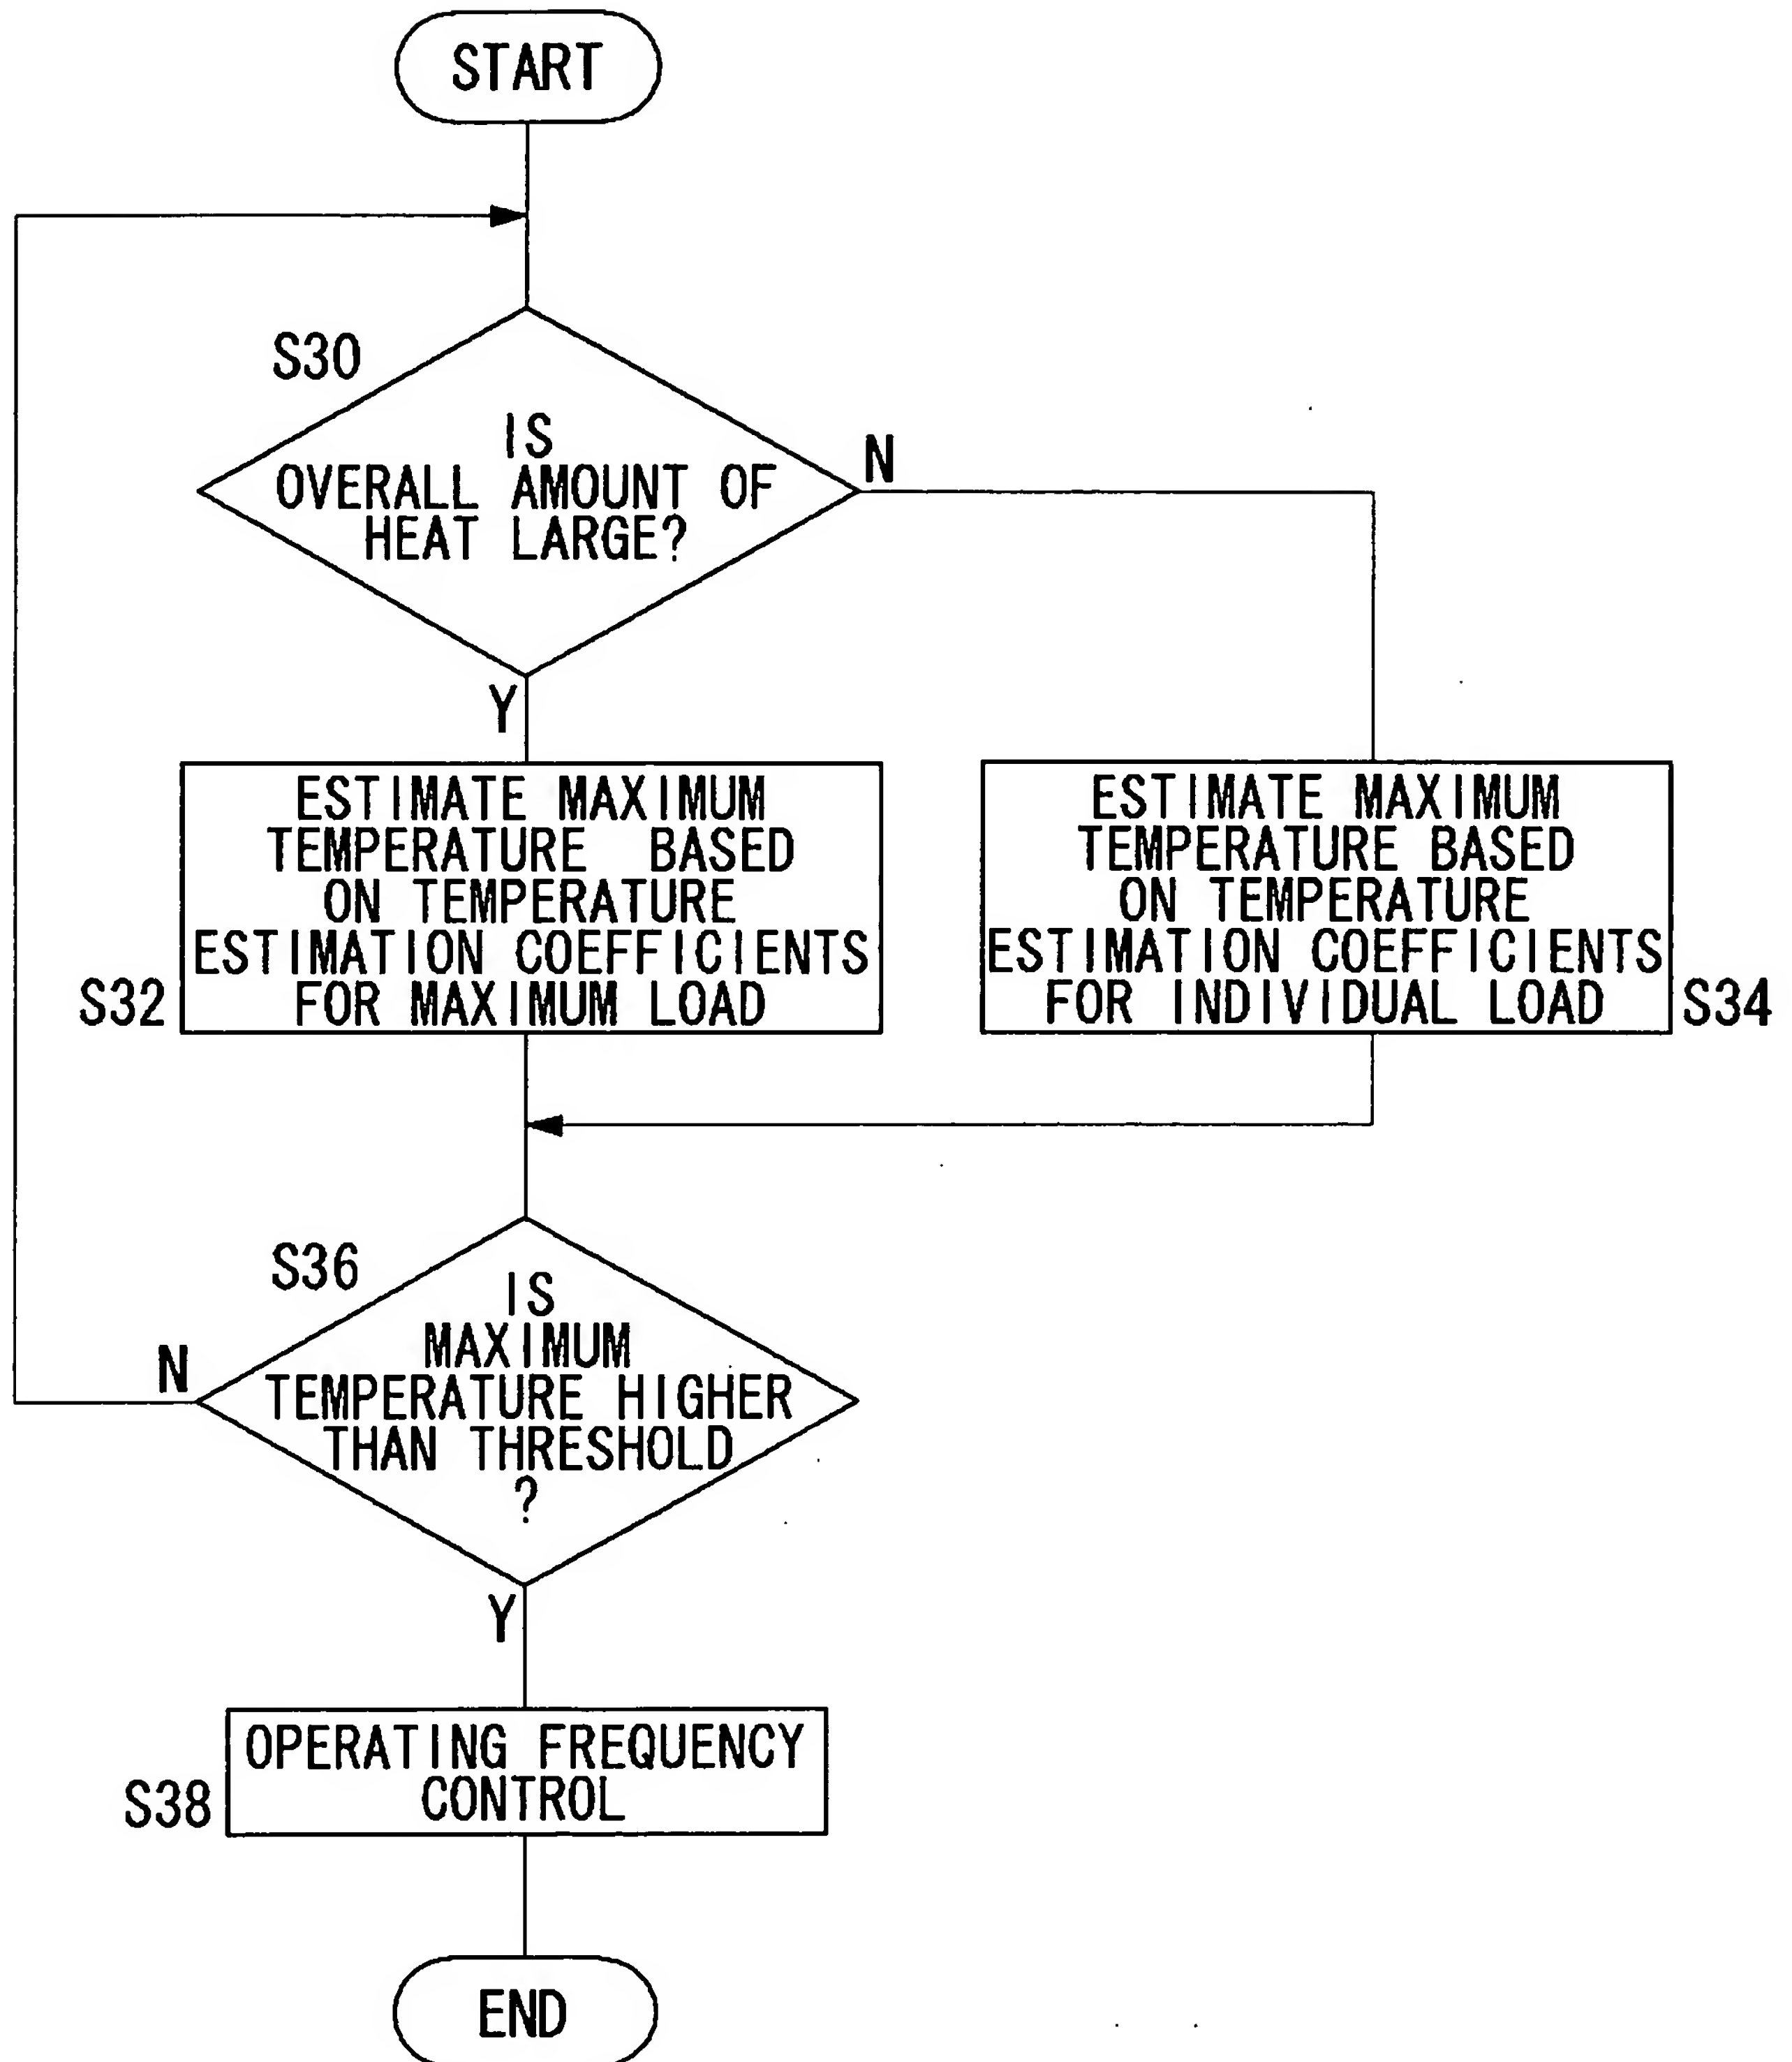 START
S30
IS
OVERALL AMOUNT OF
HEAT LARGE?
N
Y
ESTIMATE MAXIMUM
TEMPERATURE BASED
ON TEMPERATURE
ESTIMATION COEFFICIENTS
FOR MAXIMUM LOAD
S32
ESTIMATE MAXIMUM
TEMPERATURE BASED
ON TEMPERATURE
ESTIMATION COEFFICIENTS
FOR INDIVIDUAL LOAD
S34
S36
IS
MAXIMUM
TEMPERATURE HIGHER
THAN THRESHOLD
?
N
Y
OPERATING FREQUENCY
CONTROL
S38
END